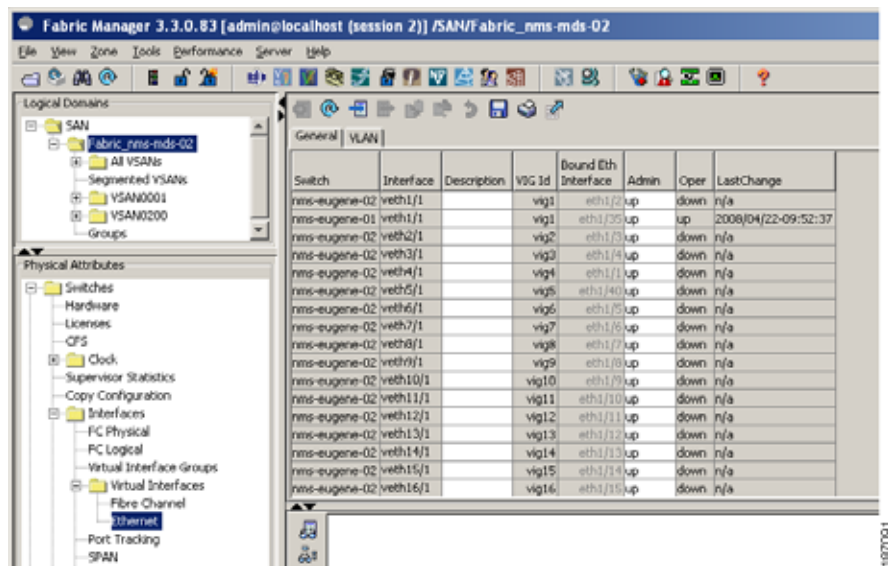 Fabric Manager 3.3.0.83 [admin@localhost (session 2)] /SAN/Fabric_nms-mds-02
File View Zone Tools Performance Server Help
Logical Domains
SAN
Fabric_nms-mds-02
All VSANs
Segmented VSANs
VSAN0001
VSAN0200
Groups
Physical Attributes
Switches
Hardware
Licenses
CFS
Clock
Supervisor Statistics
Copy Configuration
Interfaces
FC Physical
FC Logical
Virtual Interface Groups
Virtual Interfaces
Fibre Channel
Ethernet
Port Tracking
SPAN
General VLAN
Switch Interface Description VIG Id Bound Eth Interface Admin Oper LastChange
nms-eugene-02 veth1/1 vig1 eth1/2 up down n/a
nms-eugene-01 veth1/1 vig1 eth1/35 up up 2008/04/22-09:52:37
nms-eugene-02 veth2/1 vig2 eth1/3 up down n/a
nms-eugene-02 veth3/1 vig3 eth1/4 up down n/a
nms-eugene-02 veth4/1 vig4 eth1/1 up down n/a
nms-eugene-02 veth5/1 vig5 eth1/40 up down n/a
nms-eugene-02 veth6/1 vig6 eth1/5 up down n/a
nms-eugene-02 veth7/1 vig7 eth1/6 up down n/a
nms-eugene-02 veth8/1 vig8 eth1/7 up down n/a
nms-eugene-02 veth9/1 vig9 eth1/8 up down n/a
nms-eugene-02 veth10/1 vig10 eth1/9 up down n/a
nms-eugene-02 veth11/1 vig11 eth1/10 up down n/a
nms-eugene-02 veth12/1 vig12 eth1/11 up down n/a
nms-eugene-02 veth13/1 vig13 eth1/12 up down n/a
nms-eugene-02 veth14/1 vig14 eth1/13 up down n/a
nms-eugene-02 veth15/1 vig15 eth1/14 up down n/a
nms-eugene-02 veth16/1 vig16 eth1/15 up down n/a
187091